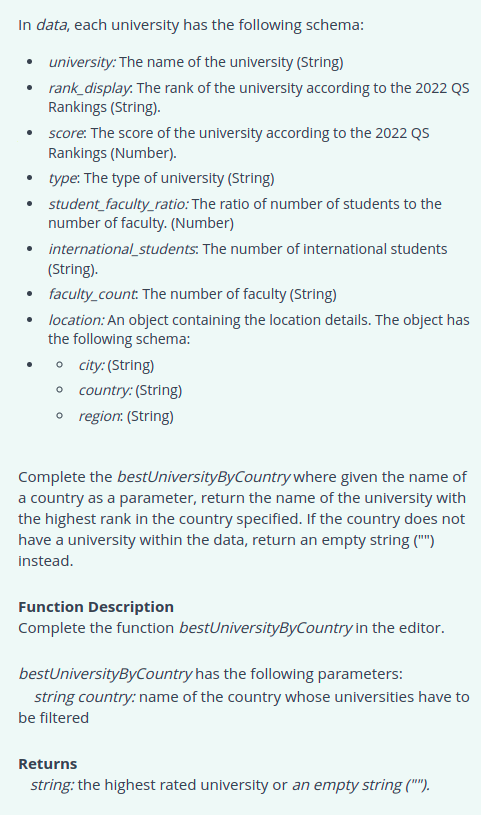 In data, each university has the following schema:
university: The name of the university (String)
rank_display: The rank of the university according to the 2022 QS
Rankings (String).
score: The score of the university according to the 2022 QS
Rankings (Number).
type: The type of university (String)
student_faculty_ratio: The ratio of number of students to the
number of faculty. (Number)
international_students: The number of international students
(String).
faculty_count: The number of faculty (String)
location: An object containing the location details. The object has
the following schema:
city: (String)
country: (String)
region: (String)
Complete the bestUniversityByCountry where given the name of
a country as a parameter, return the name of the university with
the highest rank in the country specified. If the country does not
have a university within the data, return an empty string ("")
instead.
Function Description
Complete the function bestUniversityByCountry in the editor.
bestUniversityByCountry has the following parameters:
string country: name of the country whose universities have to
be filtered
Returns
string: the highest rated university or an empty string ("").